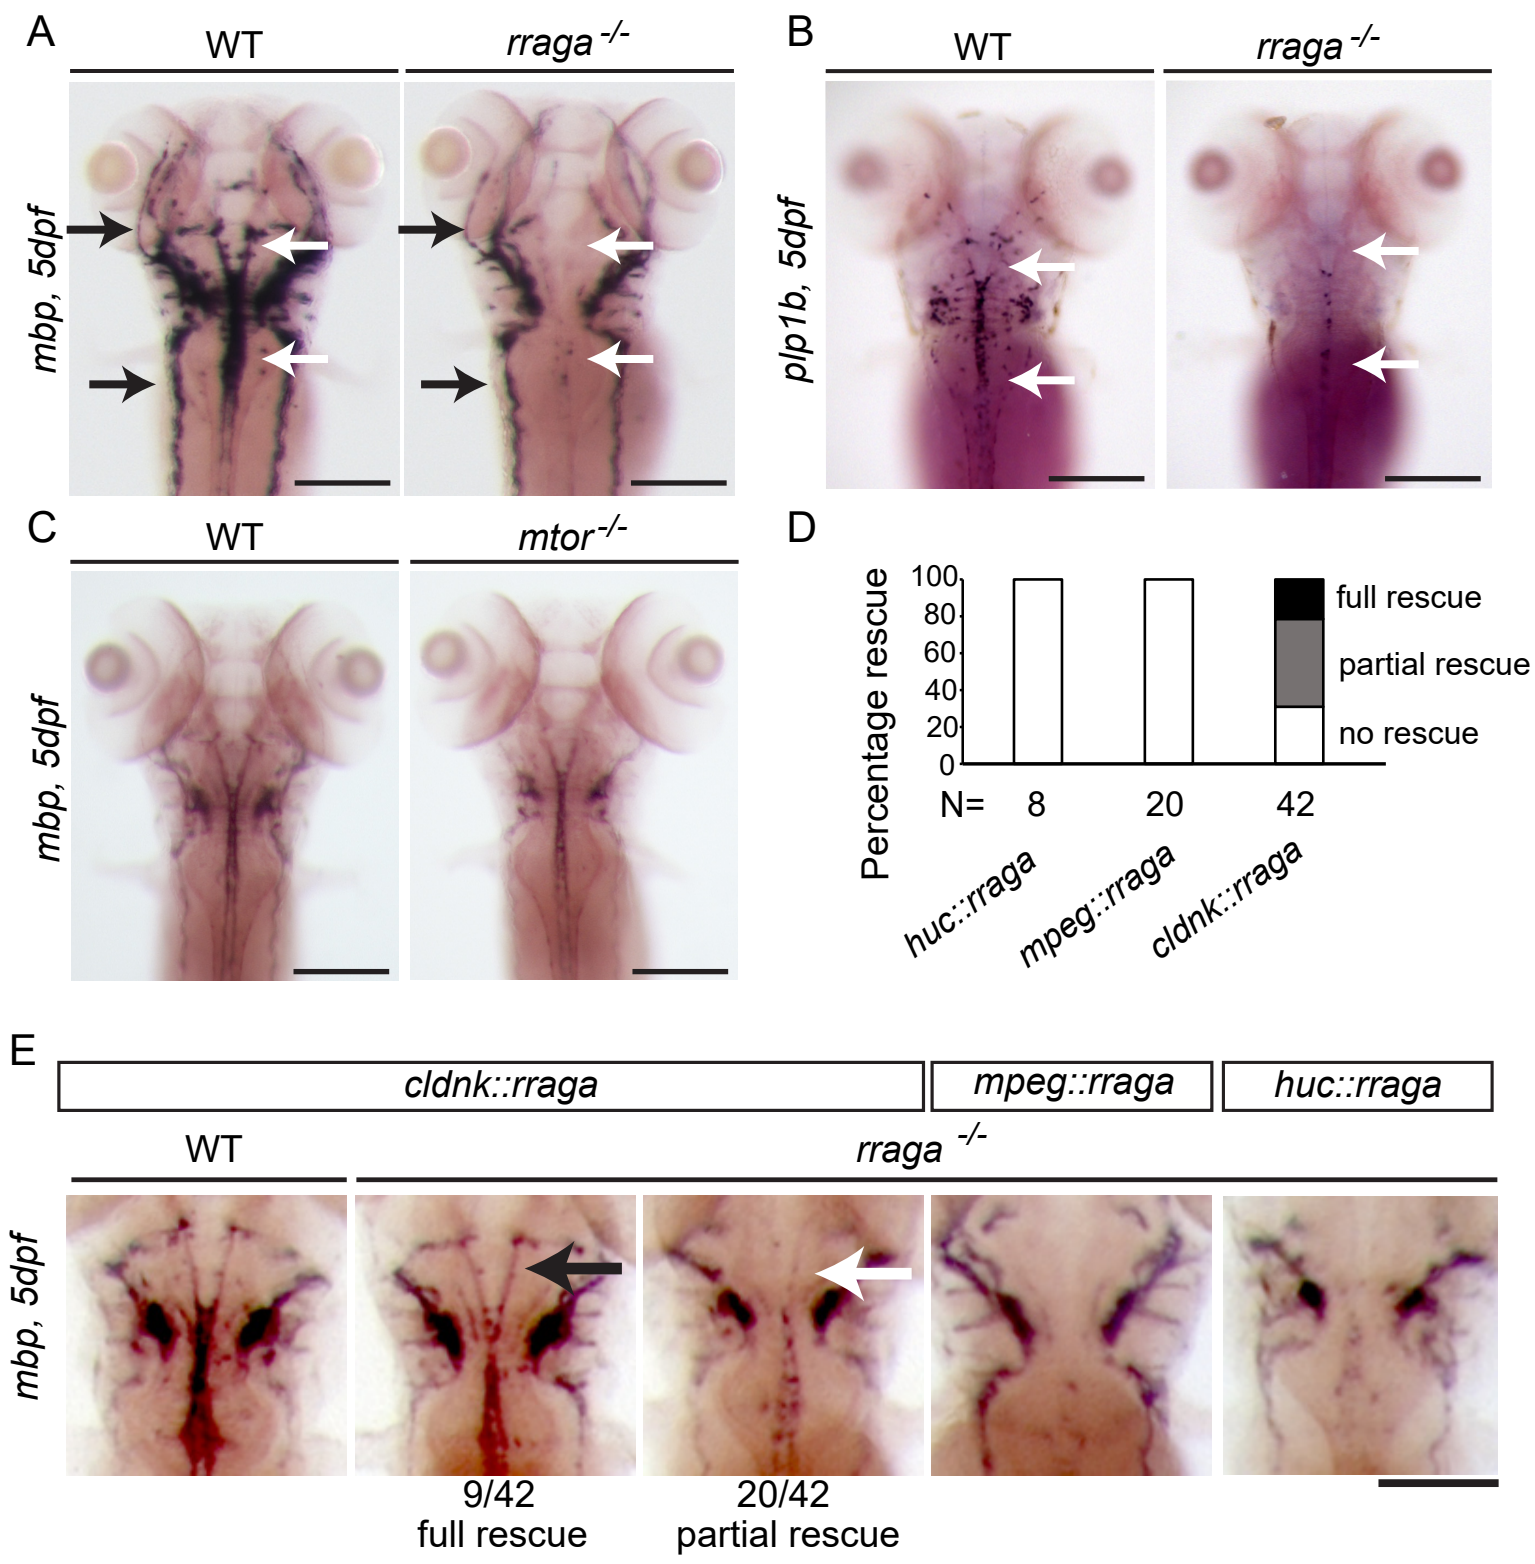 A
WT
rraga -/-
mbp, 5dpf
B
WT
rraga -/-
plp1b, 5dpf
C
WT
mtor -/-
mbp, 5dpf
D
Percentage rescue
100
80
60
40
20
0
full rescue
partial rescue
no rescue
N= 8 20 42
huc::rraga
mpeg::rraga
cldnk::rraga
E
cldnk::rraga
mpeg::rraga
huc::rraga
WT
rraga -/-
mbp, 5dpf
9/42
full rescue
20/42
partial rescue